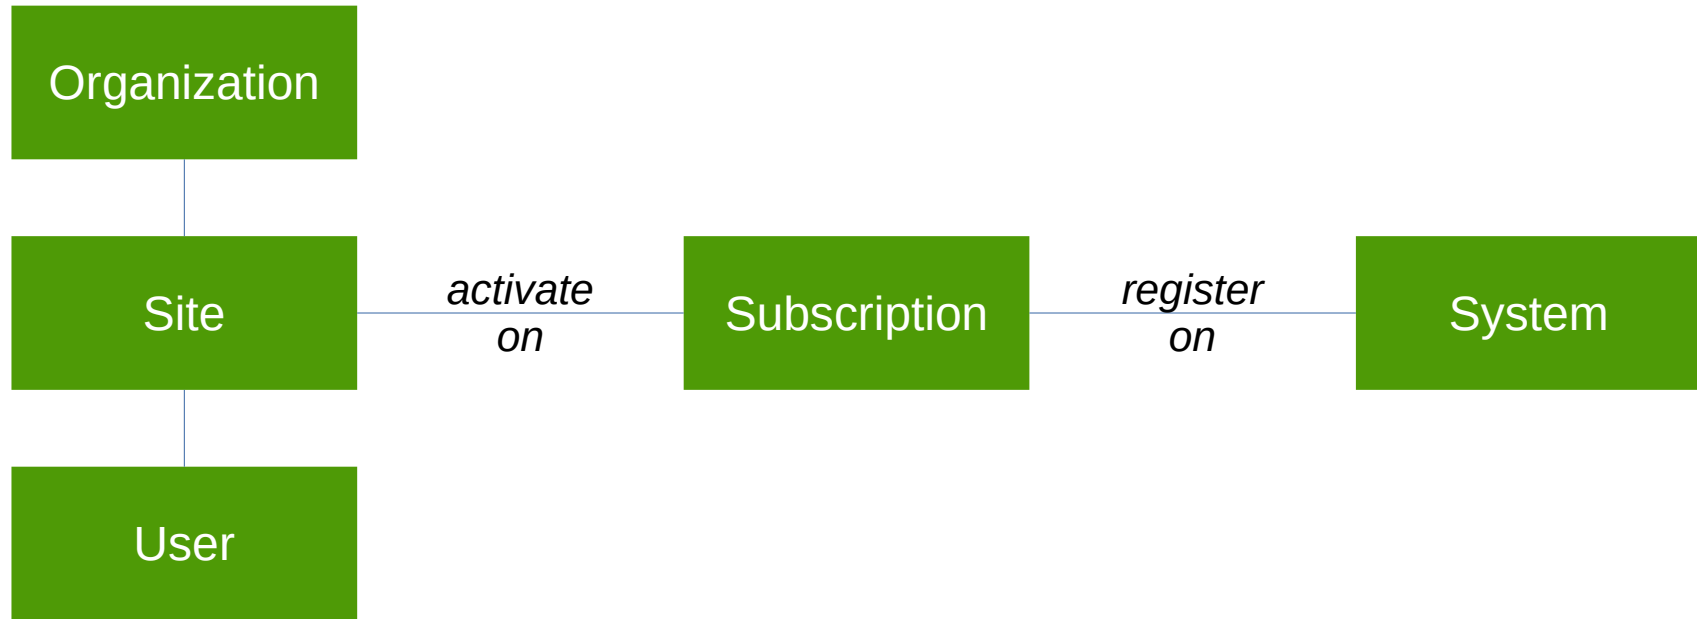 Organization
Site
activate
on
Subscription
register
on
System
User